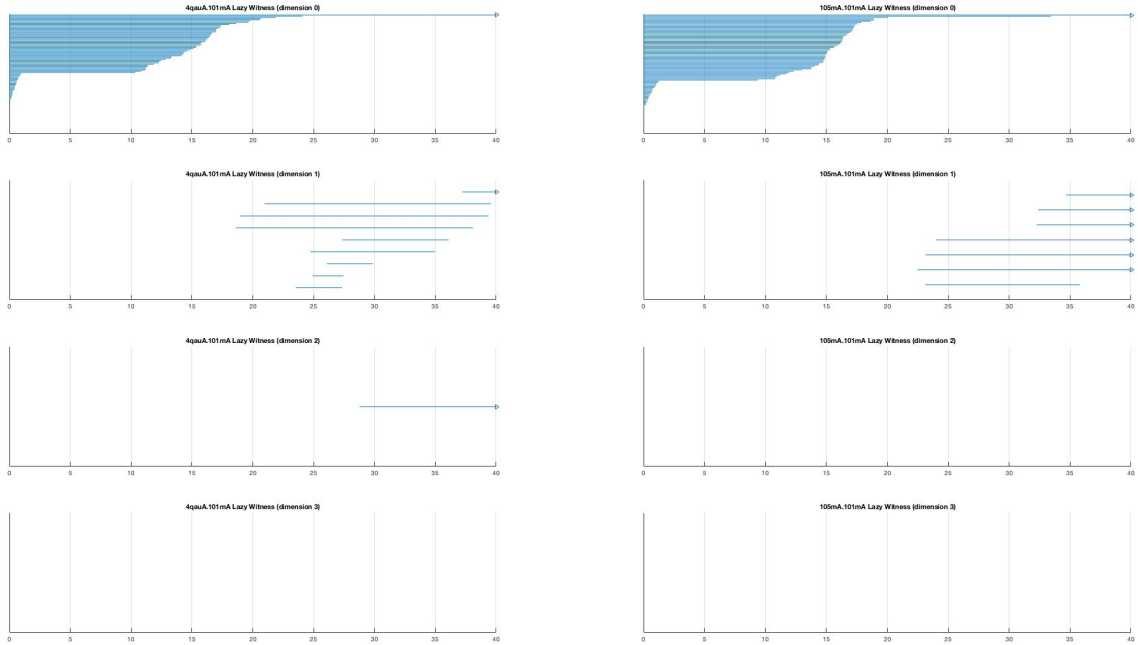 4qauA.101mA Lazy Witness (dimension 0)
105mA.101mA Lazy Witness (dimension 0)
0 5 10 15 20 25 30 35 40
0 5 10 15 20 25 30 35 40
4qauA.101mA Lazy Witness (dimension 1)
105mA.101mA Lazy Witness (dimension 1)
0 5 10 15 20 25 30 35 40
0 5 10 15 20 25 30 35 40
4qauA.101mA Lazy Witness (dimension 2)
105mA.101mA Lazy Witness (dimension 2)
0 5 10 15 20 25 30 35 40
0 5 10 15 20 25 30 35 40
4qauA.101mA Lazy Witness (dimension 3)
105mA.101mA Lazy Witness (dimension 3)
0 5 10 15 20 25 30 35 40
0 5 10 15 20 25 30 35 40